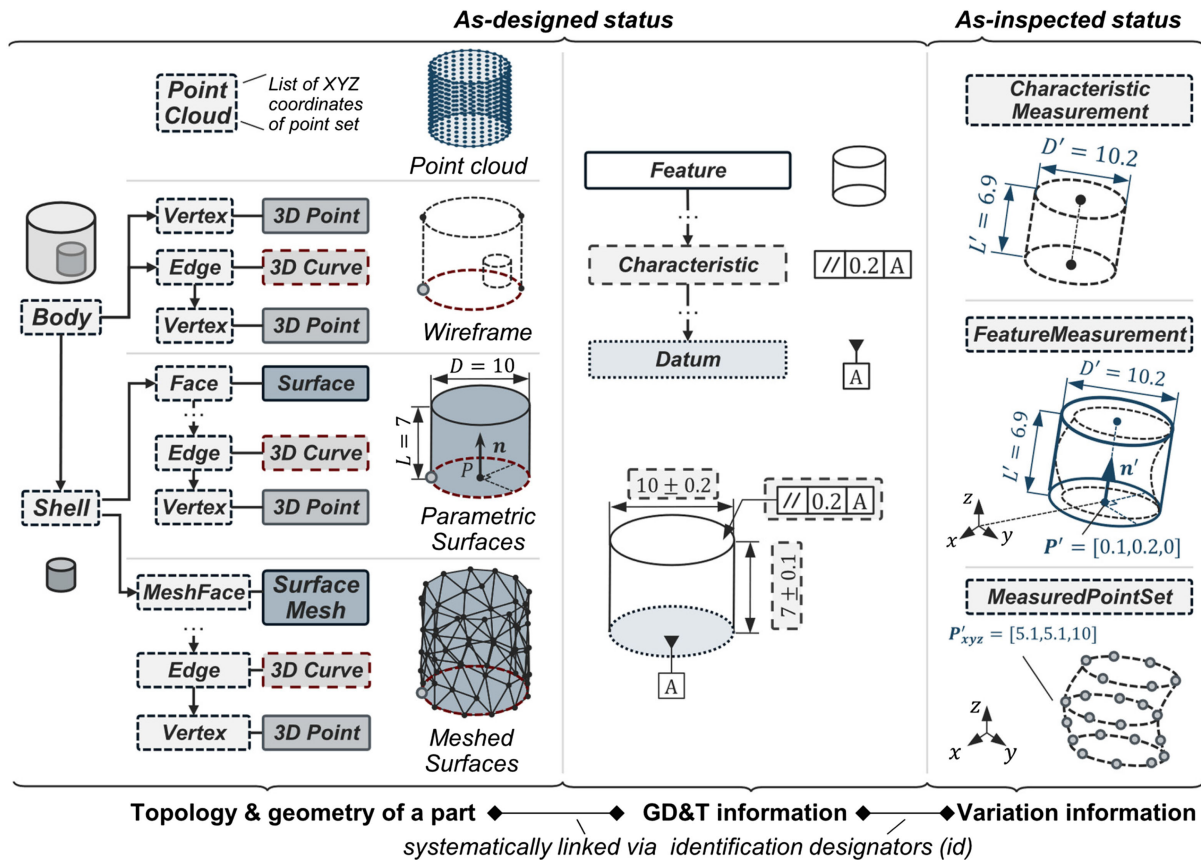 As-designed status
As-inspected status
Point
Cloud
List of XYZ
coordinates
of point set
Point cloud
Vertex
3D Point
Edge
3D Curve
Vertex
3D Point
Wireframe
Body
Face
Surface
...
Edge
3D Curve
Vertex
3D Point
D = 10
L = 7
P
n
Parametric
Surfaces
Shell
MeshFace
Surface
Mesh
...
Edge
3D Curve
Vertex
3D Point
Meshed
Surfaces
Feature
...
Characteristic
// 0.2 A
...
Datum
A
10 ± 0.2
// 0.2 A
7 ± 0.1
A
Characteristic
Measurement
D' = 10.2
L' = 6.9
FeatureMeasurement
D' = 10.2
L' = 6.9
n'
z
x
y
P' = [0.1,0.2,0]
MeasuredPointSet
P'xyz = [5.1,5.1,10]
z
x
y
Topology & geometry of a part
GD&T information
Variation information
systematically linked via identification designators (id)